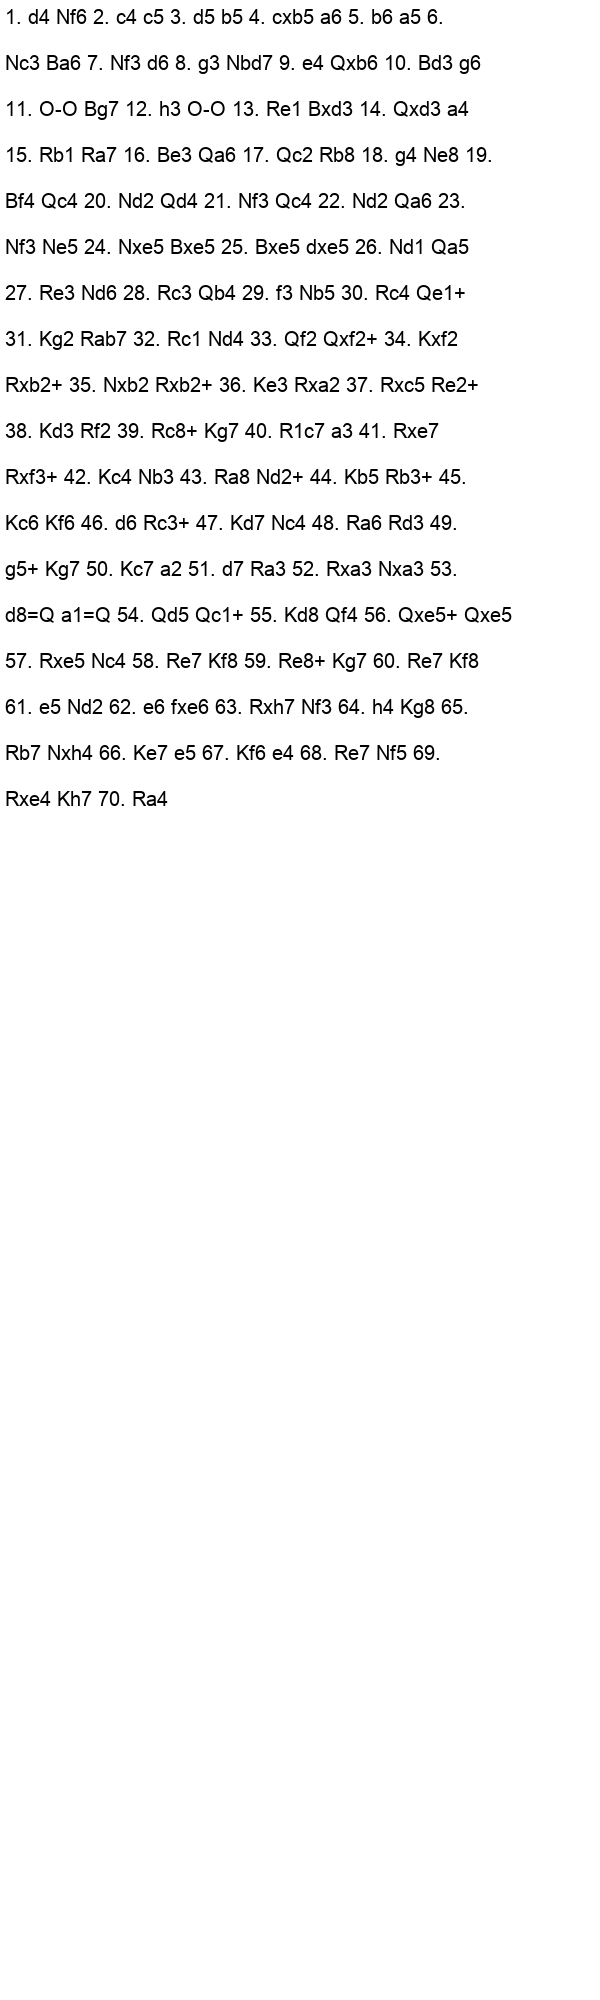 1. d4 Nf6 2. c4 c5 3. d5 b5 4. cxb5 a6 5. b6 a5 6.
Nc3 Ba6 7. Nf3 d6 8. g3 Nbd7 9. e4 Qxb6 10. Bd3 g6
11. O-O Bg7 12. h3 O-O 13. Re1 Bxd3 14. Qxd3 a4
15. Rb1 Ra7 16. Be3 Qa6 17. Qc2 Rb8 18. g4 Ne8 19.
Bf4 Qc4 20. Nd2 Qd4 21. Nf3 Qc4 22. Nd2 Qa6 23.
Nf3 Ne5 24. Nxe5 Bxe5 25. Bxe5 dxe5 26. Nd1 Qa5
27. Re3 Nd6 28. Rc3 Qb4 29. f3 Nb5 30. Rc4 Qe1+
31. Kg2 Rab7 32. Rc1 Nd4 33. Qf2 Qxf2+ 34. Kxf2
Rxb2+ 35. Nxb2 Rxb2+ 36. Ke3 Rxa2 37. Rxc5 Re2+
38. Kd3 Rf2 39. Rc8+ Kg7 40. R1c7 a3 41. Rxe7
Rxf3+ 42. Kc4 Nb3 43. Ra8 Nd2+ 44. Kb5 Rb3+ 45.
Kc6 Kf6 46. d6 Rc3+ 47. Kd7 Nc4 48. Ra6 Rd3 49.
g5+ Kg7 50. Kc7 a2 51. d7 Ra3 52. Rxa3 Nxa3 53.
d8=Q a1=Q 54. Qd5 Qc1+ 55. Kd8 Qf4 56. Qxe5+ Qxe5
57. Rxe5 Nc4 58. Re7 Kf8 59. Re8+ Kg7 60. Re7 Kf8
61. e5 Nd2 62. e6 fxe6 63. Rxh7 Nf3 64. h4 Kg8 65.
Rb7 Nxh4 66. Ke7 e5 67. Kf6 e4 68. Re7 Nf5 69.
Rxe4 Kh7 70. Ra4